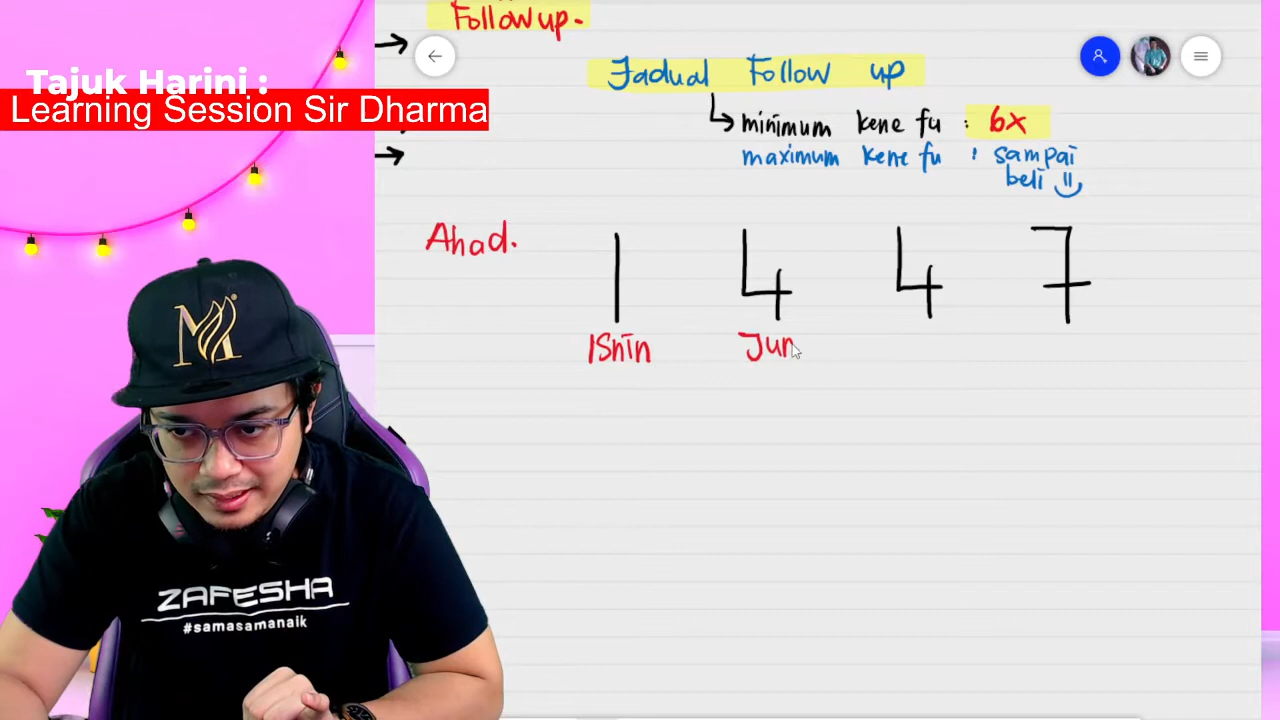 Followup.
Tajuk Harini :
Learning Session Sir Dharma
Jadual Follow up
minimum kene fu : 6x
maximum kene fu : sampai
beli
Ahad.
1 4 4 7
ISnin Jum
M
ZAFESHA
#samasamanaik